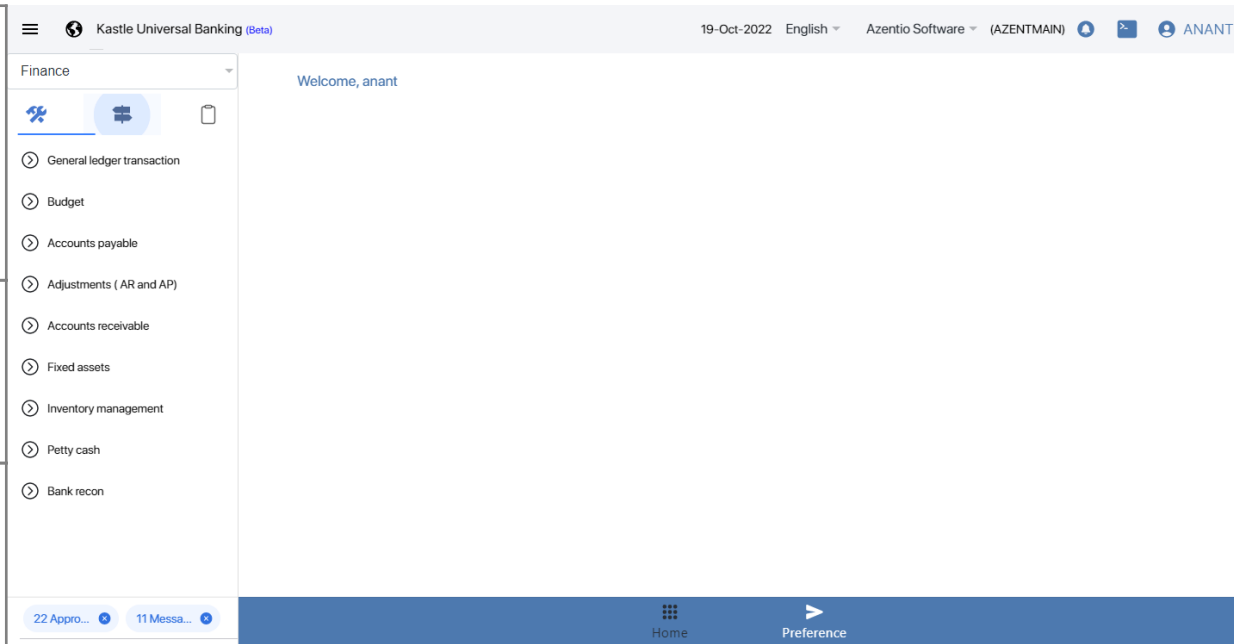 Kastle Universal Banking (Beta)
19-Oct-2022 English Azentio Software (AZENTMAIN) ANANT
Finance
Welcome, anant
General ledger transaction
Budget
Accounts payable
Adjustments ( AR and AP)
Accounts receivable
Fixed assets
Inventory management
Petty cash
Bank recon
22 Appro... 11 Messa...
Home Preference